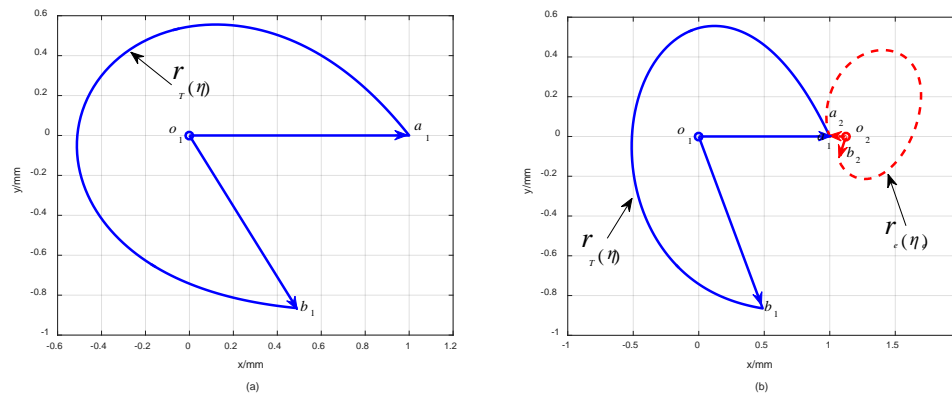 0.6
0.4
0.2
0
-0.2
-0.4
-0.6
-0.8
-1
y/mm
r T (η)
o 1
a 1
b 1
-0.6 -0.4 -0.2 0 0.2 0.4 0.6 0.8 1 1.2
x/mm
(a)
0.6
0.4
0.2
0
-0.2
-0.4
-0.6
-0.8
-1
y/mm
o 1
a 2
1
o 2
b 2
r T (η)
r e (η)
b 1
-1 -0.5 0 0.5 1 1.5
x/mm
(b)